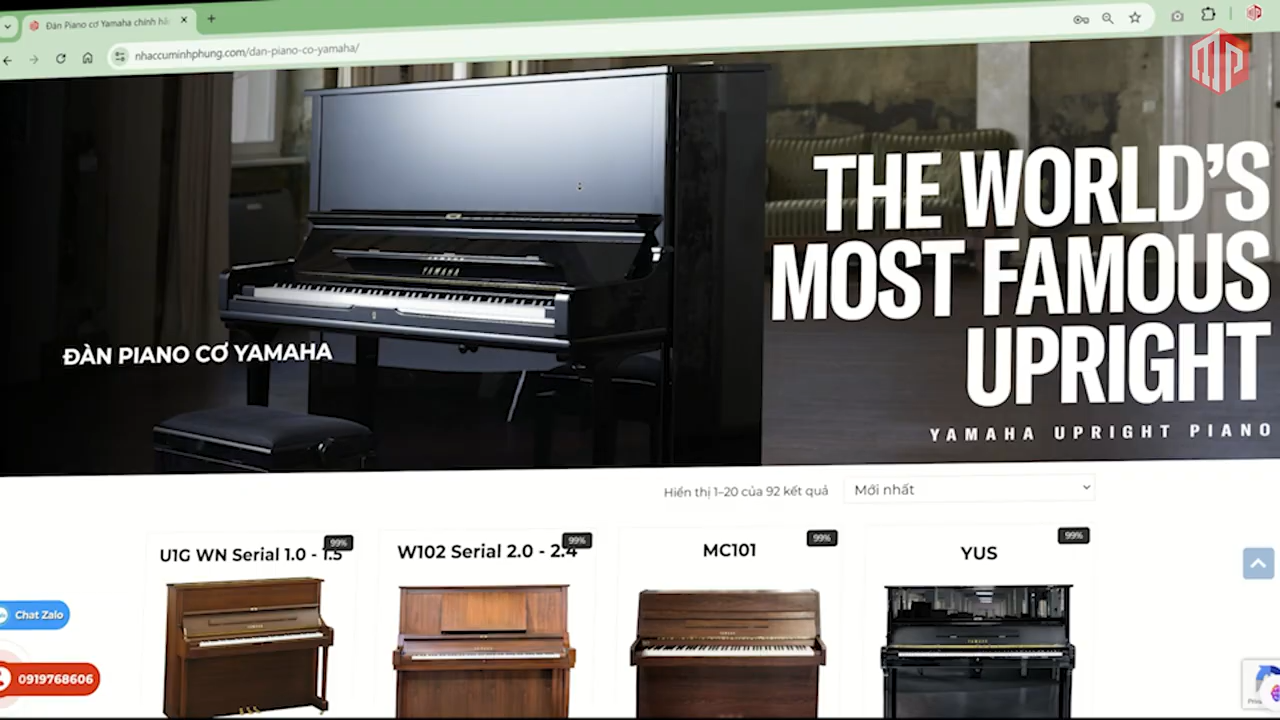 Đàn Piano cơ Yamaha chính hã
nhaccuminhphung.com/dan-piano-co-yamaha/
MP
THE WORLD'S
MOST FAMOUS
UPRIGHT
YAMAHA UPRIGHT PIANO
YAMAHA
ĐÀN PIANO CƠ YAMAHA
Hiển thị 1–20 của 92 kết quả
Mới nhất
99%
99%
99%
99%
U1G WN Serial 1.0 - 1.5
W102 Serial 2.0 - 2.4
MC101
YUS
Chat Zalo
0919768606